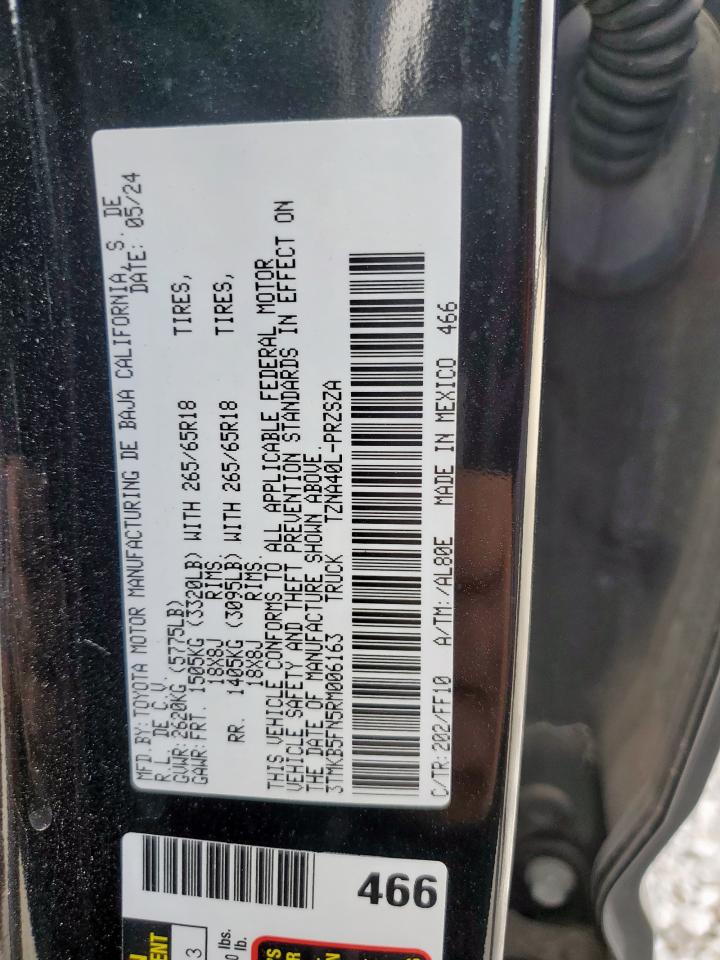 MFD BY: TOYOTA MOTOR MANUFACTURING DE BAJA CALIFORNIA, S. DE
R.L. DE C.V. DATE: 05/24
GVWR: 2620KG (5775LB)
GAWR: FRT. 1505KG (3320LB) WITH 265/65R18 TIRES,
18X8J RIMS,
RR. 1405KG (3095LB) WITH 265/65R18 TIRES,
18X8J RIMS.
THIS VEHICLE CONFORMS TO ALL APPLICABLE FEDERAL MOTOR
VEHICLE SAFETY AND THEFT PREVENTION STANDARDS IN EFFECT ON
THE DATE OF MANUFACTURE SHOWN ABOVE.
3TMKB5FN5RM006163 TRUCK TZNA40L-PRZSZA
C/TR: 202/FF10 A/TM: /AL80E MADE IN MEXICO 466
466
3
lbs.
lb.